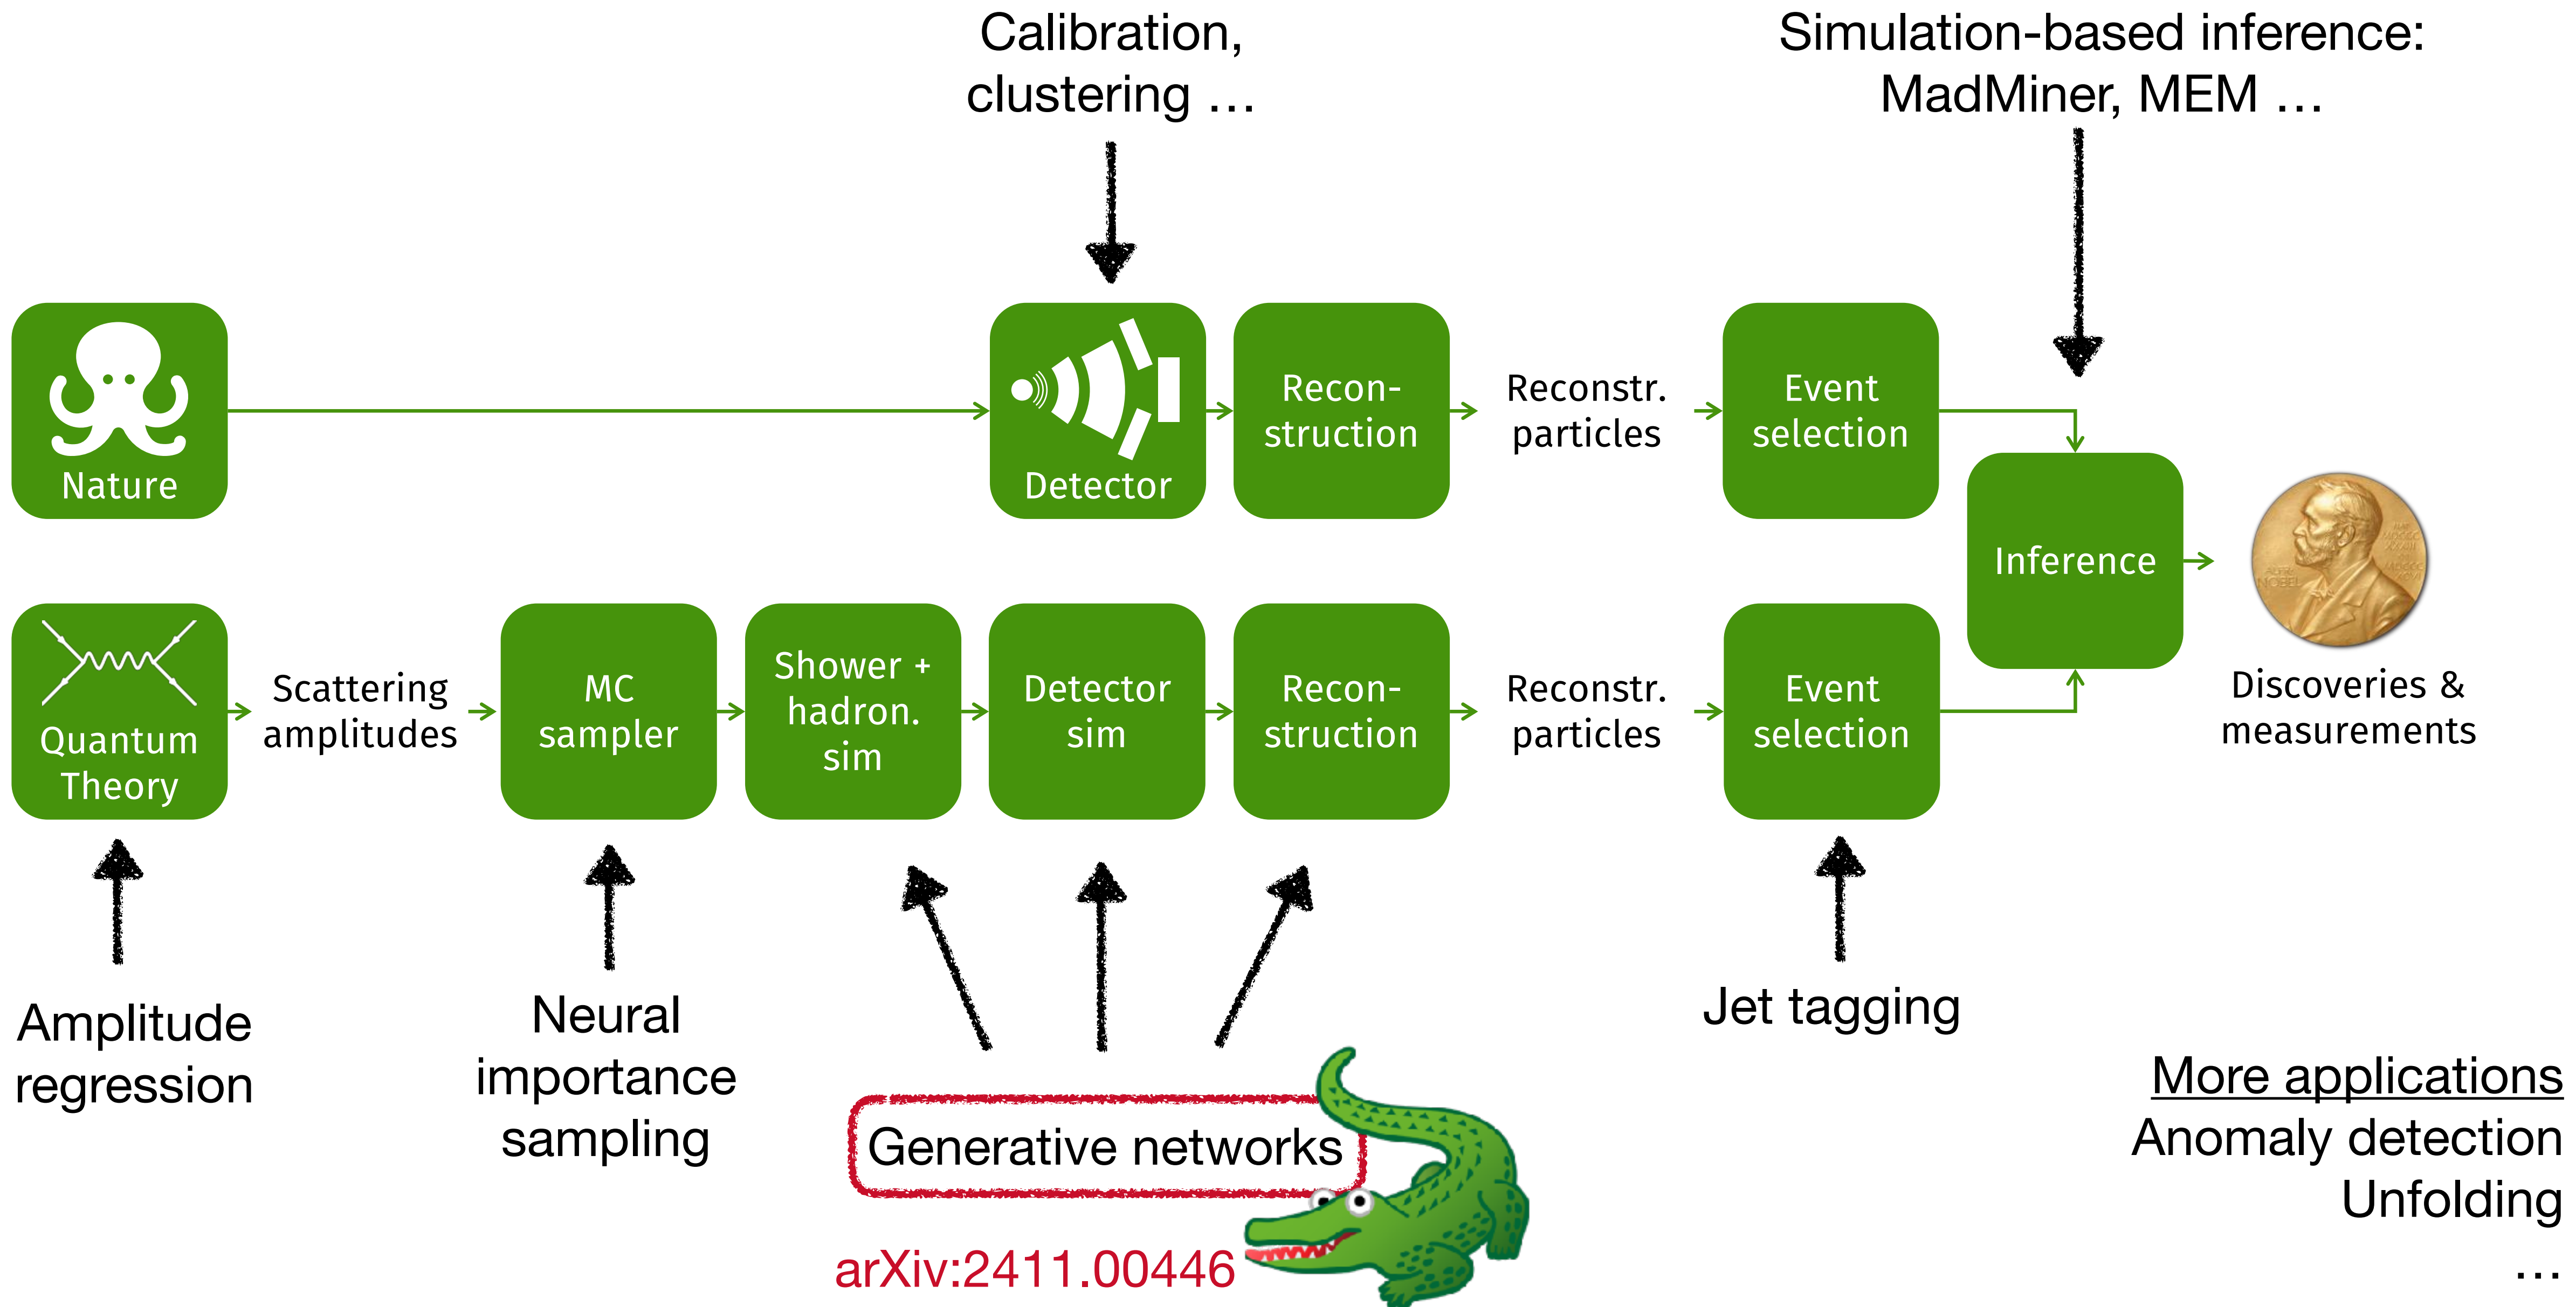 Calibration,
clustering …
Simulation-based inference:
MadMiner, MEM …
Nature
Detector
Recon-
struction
Reconstr.
particles
Event
selection
Inference
Discoveries &
measurements
Quantum
Theory
Scattering
amplitudes
MC
sampler
Shower +
hadron.
sim
Detector
sim
Recon-
struction
Reconstr.
particles
Event
selection
Amplitude
regression
Neural
importance
sampling
Generative networks
arXiv:2411.00446
Jet tagging
More applications
Anomaly detection
Unfolding
…